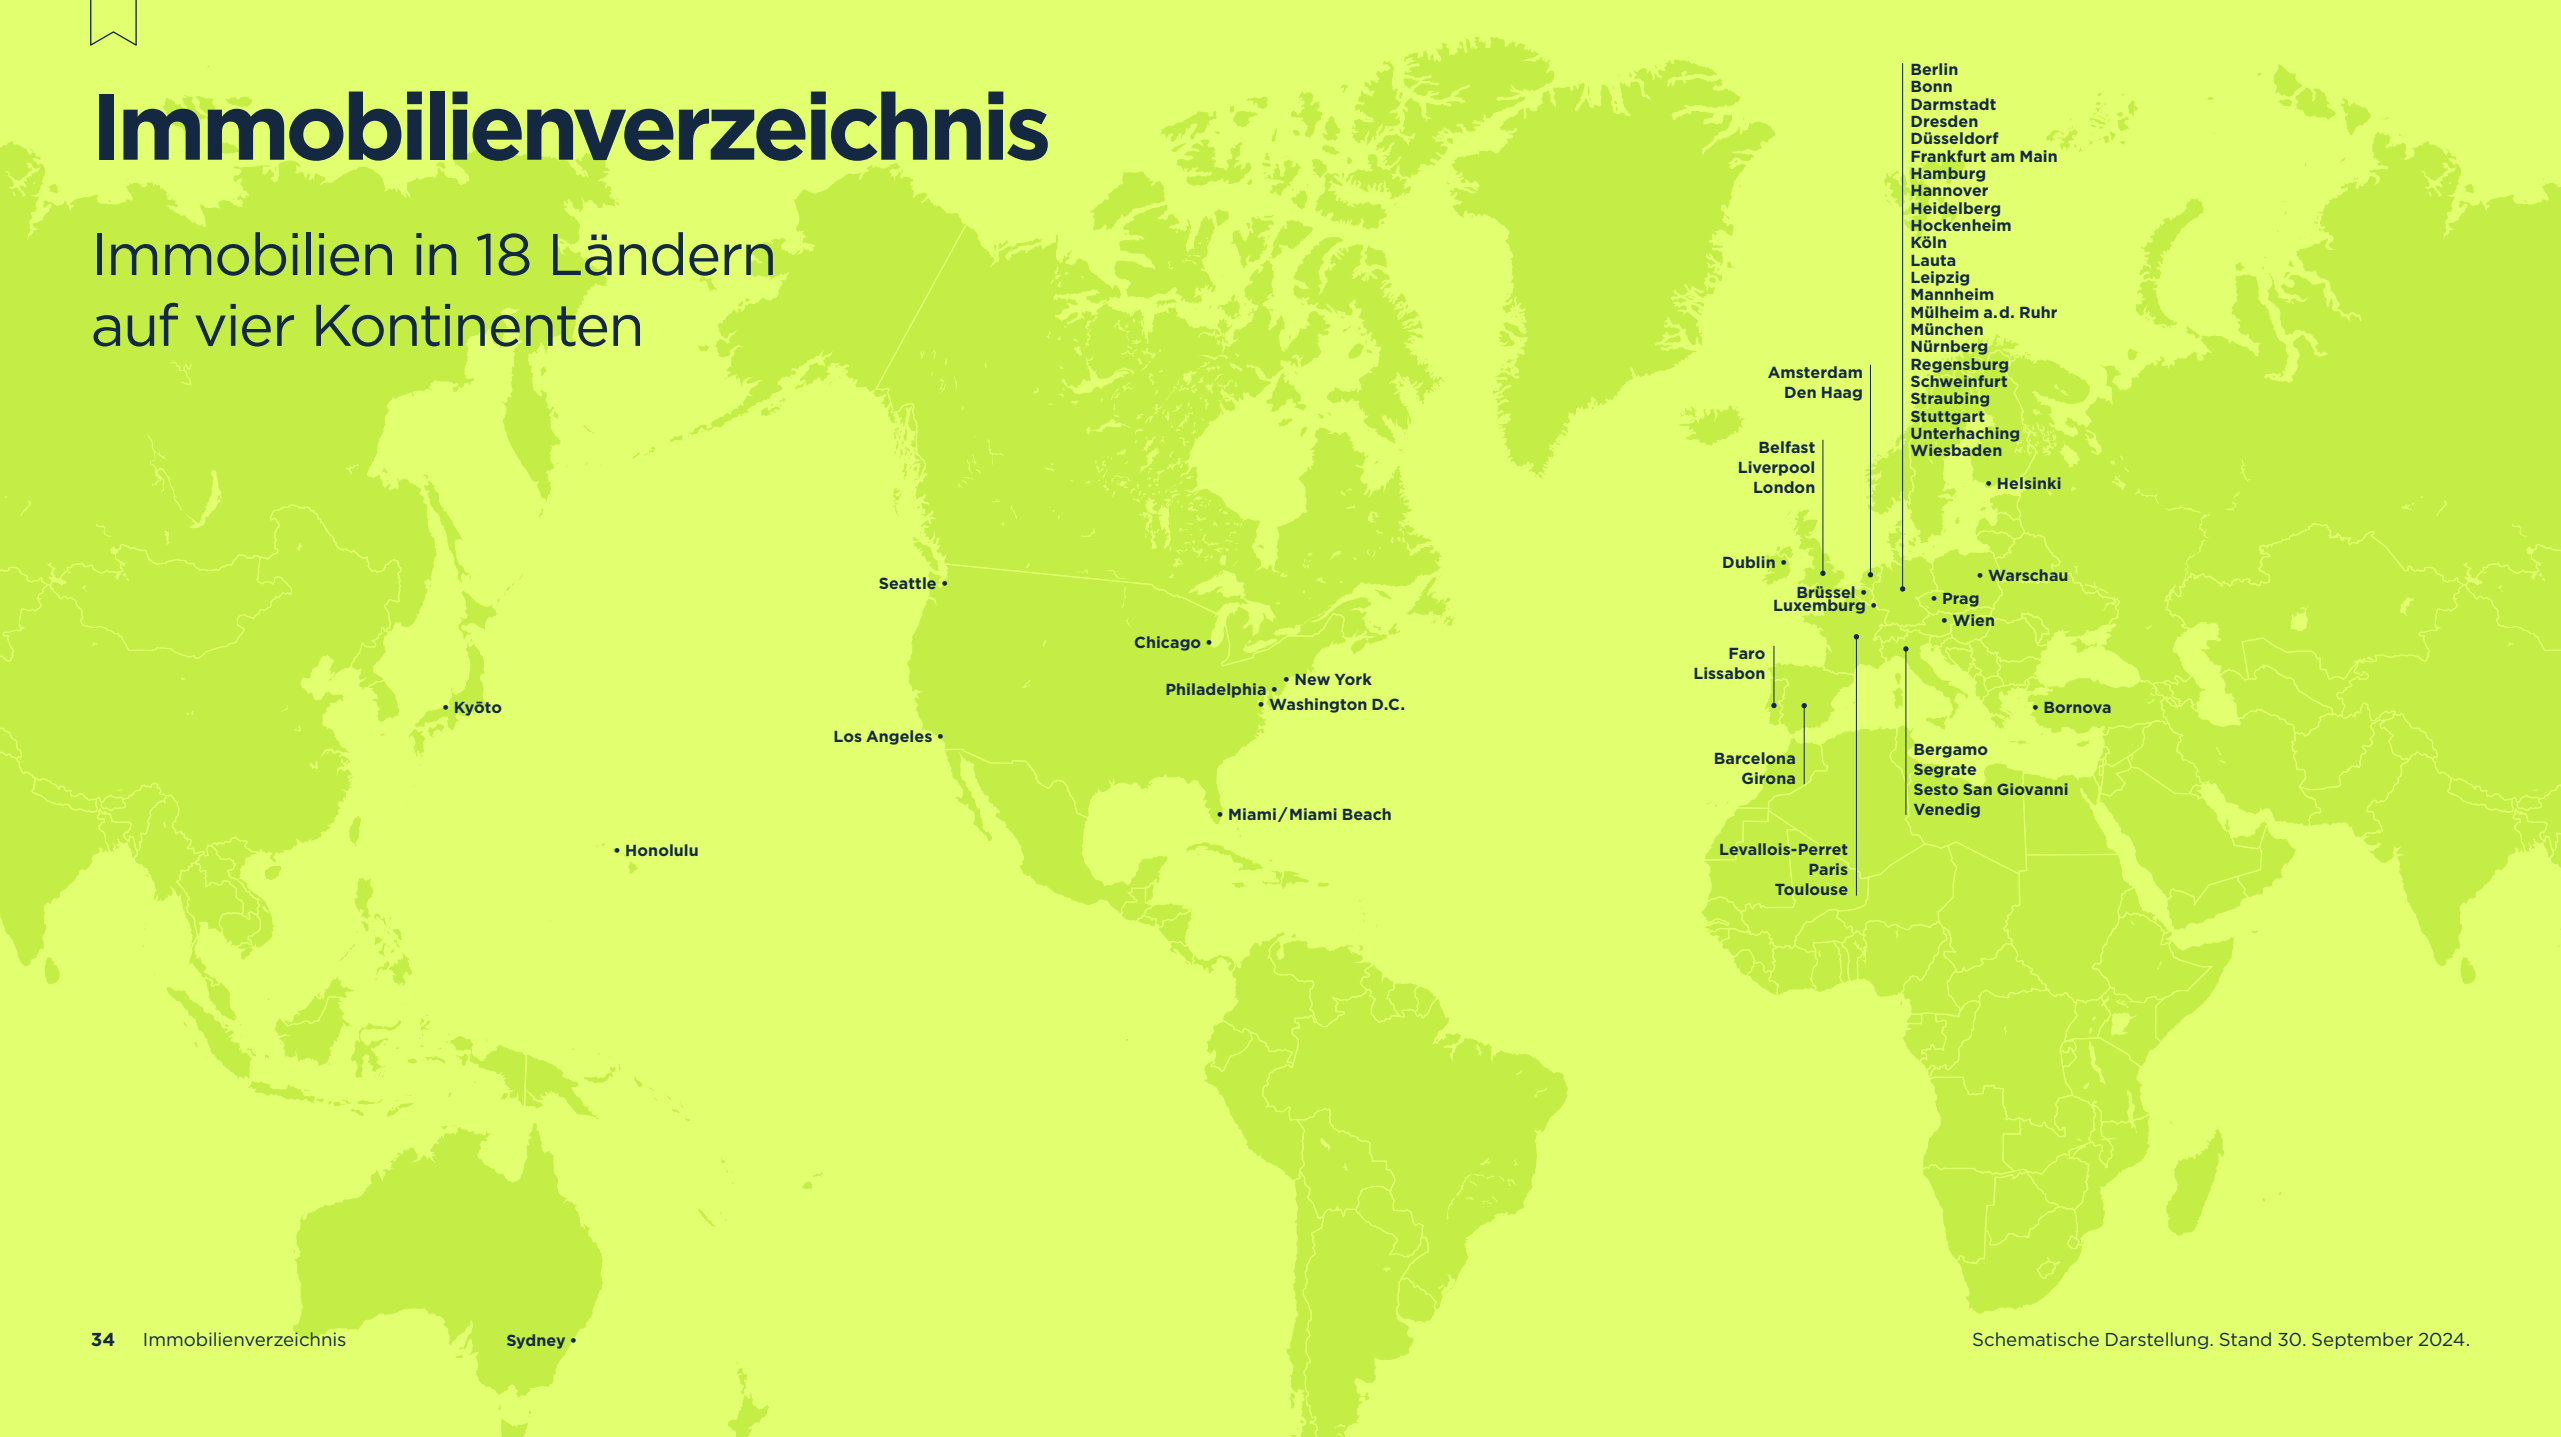 Immobilienverzeichnis
Immobilien in 18 Ländern
auf vier Kontinenten
Berlin
Bonn
Darmstadt
Dresden
Düsseldorf
Frankfurt am Main
Hamburg
Hannover
Heidelberg
Hockenheim
Köln
Lauta
Leipzig
Mannheim
Mülheim a.d. Ruhr
München
Nürnberg
Regensburg
Schweinfurt
Straubing
Stuttgart
Unterhaching
Wiesbaden
Amsterdam
Den Haag
Belfast
Liverpool
London
• Helsinki
Dublin •
• Warschau
Brüssel •
Luxemburg •
• Prag
• Wien
Seattle •
Chicago •
• New York
Philadelphia •
• Washington D.C.
Los Angeles •
• Miami/Miami Beach
• Kyōto
• Honolulu
Faro
Lissabon
• Bornova
Barcelona
Girona
Bergamo
Segrate
Sesto San Giovanni
Venedig
Levallois-Perret
Paris
Toulouse
Sydney •
34 Immobilienverzeichnis
Schematische Darstellung. Stand 30. September 2024.